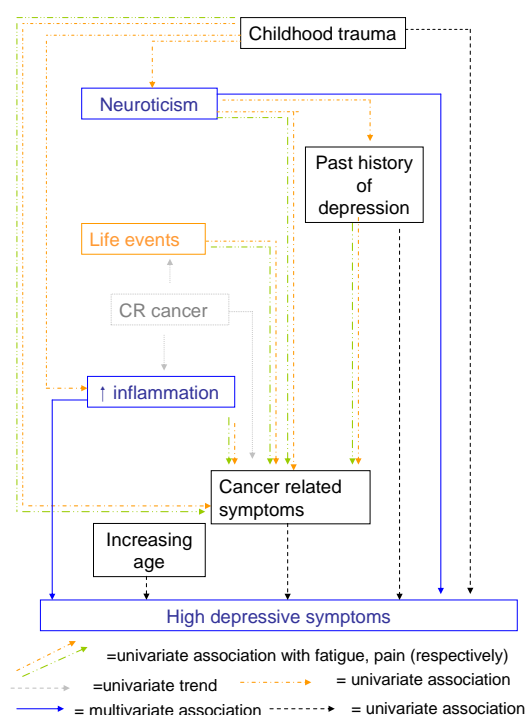 Childhood trauma
Neuroticism
Past history
of
depression
Life events
CR cancer
↑ inflammation
Cancer related
symptoms
Increasing
age
High depressive symptoms
=univariate association with fatigue, pain (respectively)
=univariate trend
= univariate association
= multivariate association
= univariate association